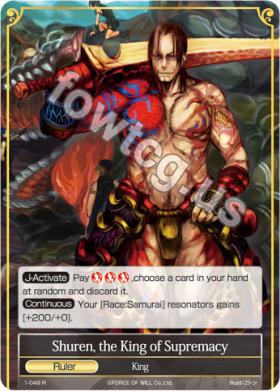 fowtcg.us
J-Activate Pay , choose a card in your hand
at random and discard it.
Continuous Your [Race:Samurai] resonators gains
[+200/+0].
Shuren, the King of Supremacy
Ruler King
1-049 R ©FORCE OF WILL Co.,Ltd.